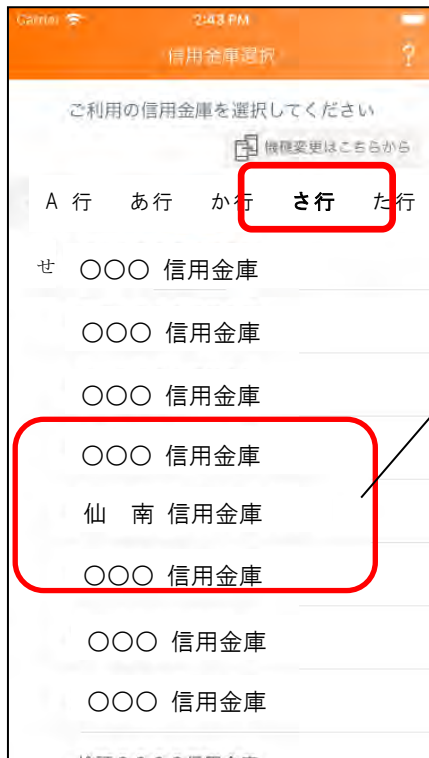 Carrier 2:43 PM
信用金庫選択 ?
ご利用の信用金庫を選択してください
機種変更はこちらから
A 行 あ行 か行 さ行 た行
せ 〇〇〇 信用金庫
〇〇〇 信用金庫
〇〇〇 信用金庫
〇〇〇 信用金庫
仙 南 信用金庫
〇〇〇 信用金庫
〇〇〇 信用金庫
〇〇〇 信用金庫